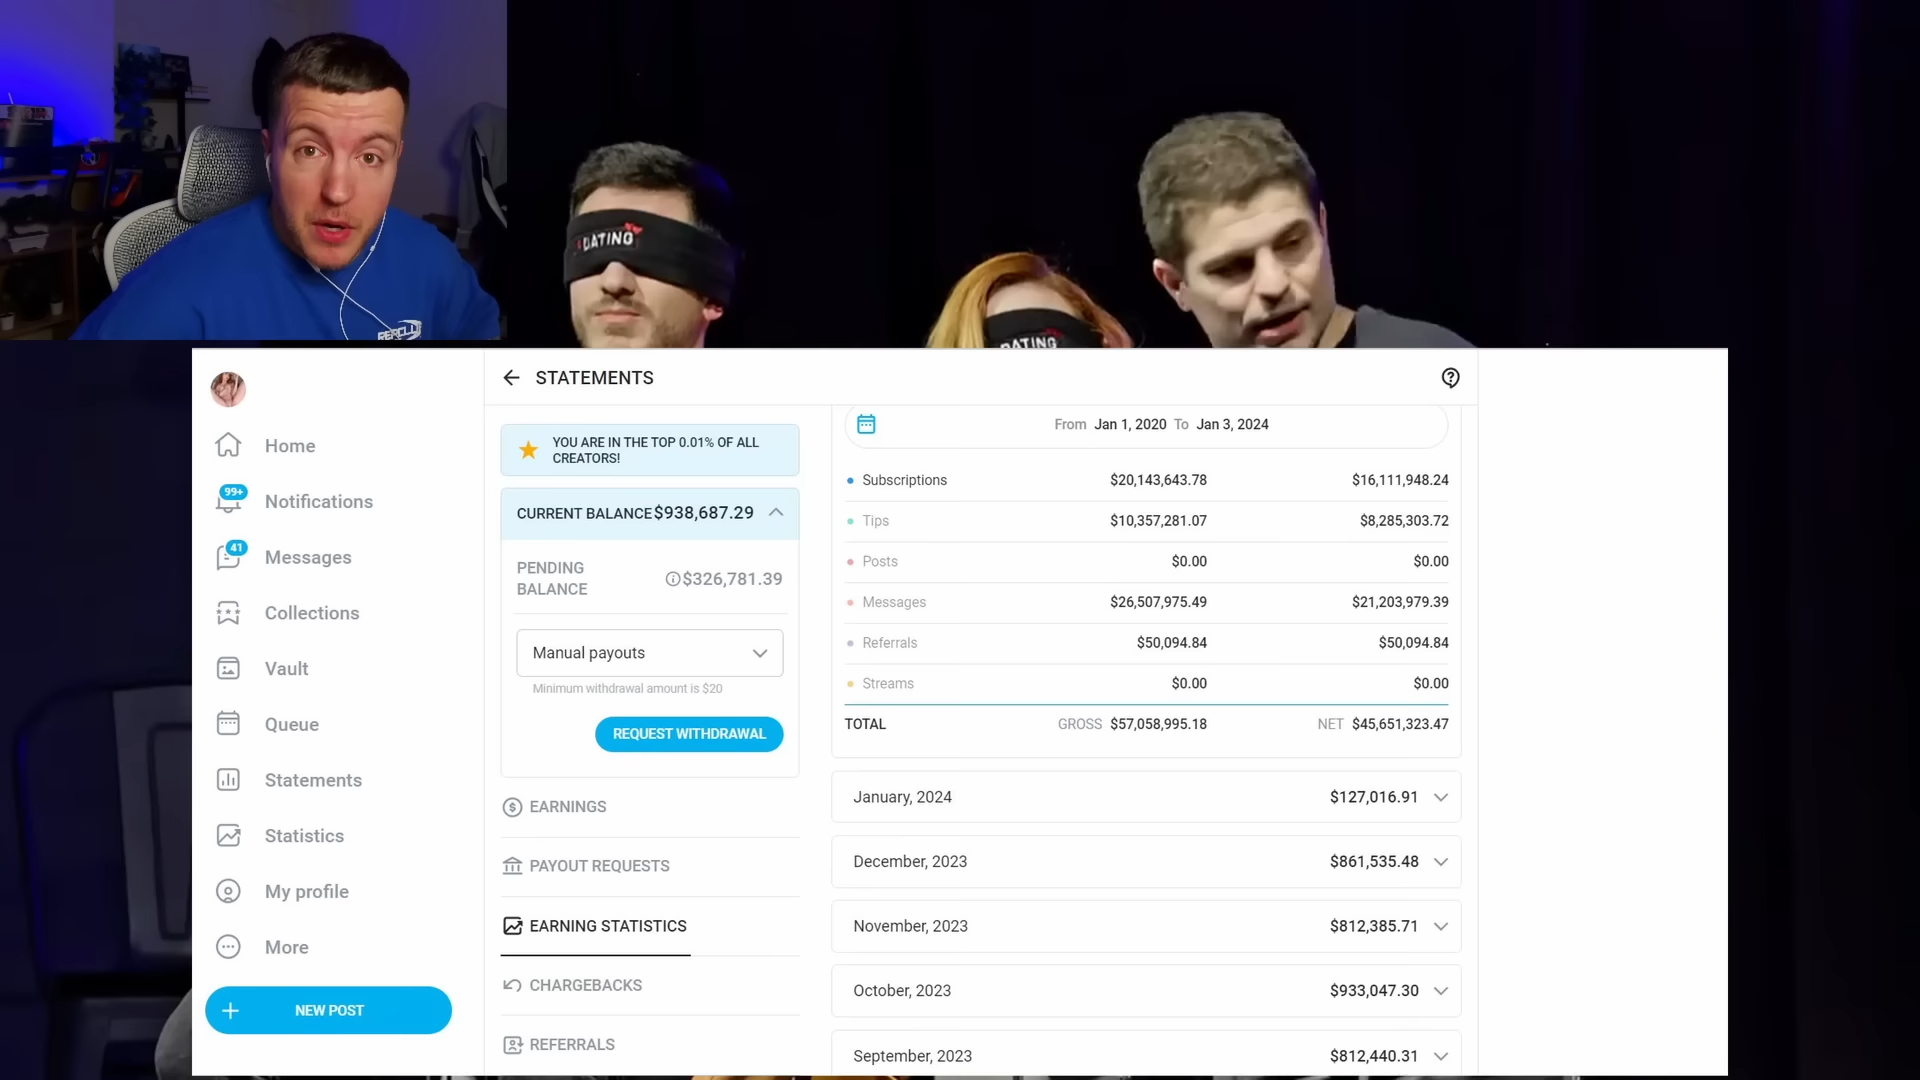 DATING
DATING
STATEMENTS
Home
99+
Notifications
41
Messages
Collections
Vault
Queue
Statements
Statistics
My profile
More
NEW POST
YOU ARE IN THE TOP 0.01% OF ALL
CREATORS!
CURRENT BALANCE $938,687.29
PENDING
BALANCE
$326,781.39
Manual payouts
Minimum withdrawal amount is $20
REQUEST WITHDRAWAL
EARNINGS
PAYOUT REQUESTS
EARNING STATISTICS
CHARGEBACKS
REFERRALS
From Jan 1, 2020 To Jan 3, 2024
Subscriptions $20,143,643.78 $16,111,948.24
Tips $10,357,281.07 $8,285,303.72
Posts $0.00 $0.00
Messages $26,507,975.49 $21,203,979.39
Referrals $50,094.84 $50,094.84
Streams $0.00 $0.00
TOTAL GROSS $57,058,995.18 NET $45,651,323.47
January, 2024 $127,016.91
December, 2023 $861,535.48
November, 2023 $812,385.71
October, 2023 $933,047.30
September, 2023 $812,440.31